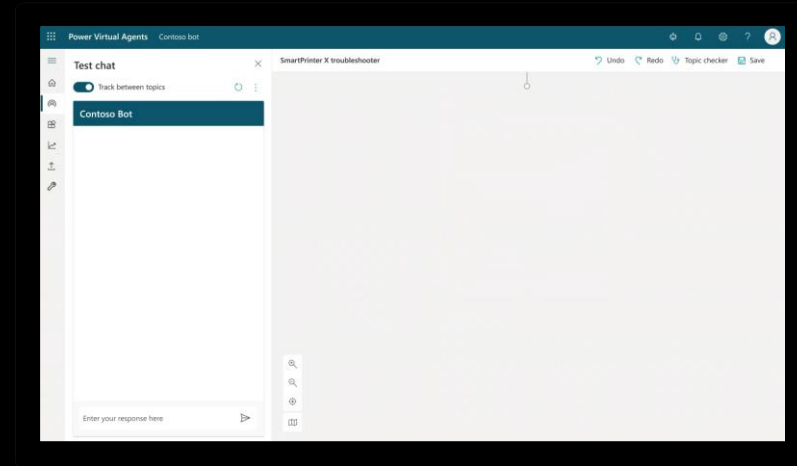 Power Virtual Agents Contoso bot
?
Test chat
Track between topics
Contoso Bot
Enter your response here
SmartPrinter X troubleshooter
Undo Redo Topic checker Save